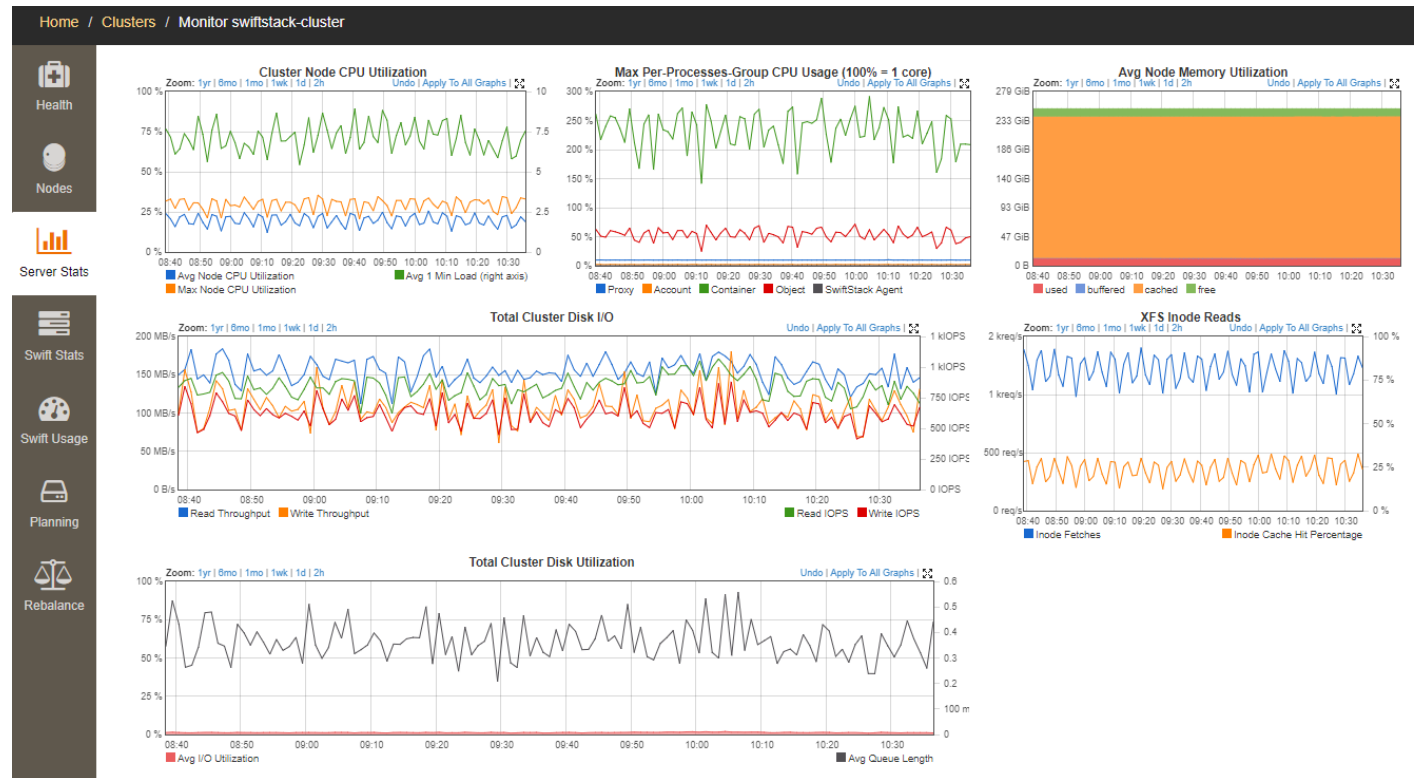 Home / Clusters / Monitor swiftstack-cluster
Health
Nodes
Server Stats
Swift Stats
Swift Usage
Planning
Rebalance
Cluster Node CPU Utilization
Zoom: 1yr | 6mo | 1mo | 1wk | 1d | 2h Undo | Apply To All Graphs |
100 %
75 %
50 %
25 %
0 %
10
7.5
5
2.5
0
08:40 08:50 09:00 09:10 09:20 09:30 09:40 09:50 10:00 10:10 10:20 10:30
Avg Node CPU Utilization Avg 1 Min Load (right axis)
Max Node CPU Utilization
Max Per-Processes-Group CPU Usage (100% = 1 core)
Zoom: 1yr | 6mo | 1mo | 1wk | 1d | 2h Undo | Apply To All Graphs |
300 %
250 %
200 %
150 %
100 %
50 %
0 %
08:40 08:50 09:00 09:10 09:20 09:30 09:40 09:50 10:00 10:10 10:20 10:30
Proxy Account Container Object SwiftStack Agent
Avg Node Memory Utilization
Zoom: 1yr | 6mo | 1mo | 1wk | 1d | 2h Undo | Apply To All Graphs |
279 GiB
233 GiB
186 GiB
140 GiB
93 GiB
47 GiB
0 B
08:40 08:50 09:00 09:10 09:20 09:30 09:40 09:50 10:00 10:10 10:20 10:30
used buffered cached free
Total Cluster Disk I/O
Zoom: 1yr | 6mo | 1mo | 1wk | 1d | 2h Undo | Apply To All Graphs |
200 MB/s
150 MB/s
100 MB/s
50 MB/s
0 B/s
1 kIOPS
1 kIOPS
750 IOPS
500 IOPS
250 IOPS
0 IOPS
08:40 08:50 09:00 09:10 09:20 09:30 09:40 09:50 10:00 10:10 10:20 10:30
Read Throughput Write Throughput Read IOPS Write IOPS
XFS Inode Reads
Zoom: 1yr | 6mo | 1mo | 1wk | 1d | 2h Undo | Apply To All Graphs |
2 kreq/s
1 kreq/s
500 req/s
0 req/s
100 %
75 %
50 %
25 %
0 %
08:40 08:50 09:00 09:10 09:20 09:30 09:40 09:50 10:00 10:10 10:20 10:30
Inode Fetches Inode Cache Hit Percentage
Total Cluster Disk Utilization
Zoom: 1yr | 6mo | 1mo | 1wk | 1d | 2h Undo | Apply To All Graphs |
100 %
75 %
50 %
25 %
0 %
0.6
0.5
0.4
0.3
0.2
100 m
0
08:40 08:50 09:00 09:10 09:20 09:30 09:40 09:50 10:00 10:10 10:20 10:30
Avg I/O Utilization Avg Queue Length